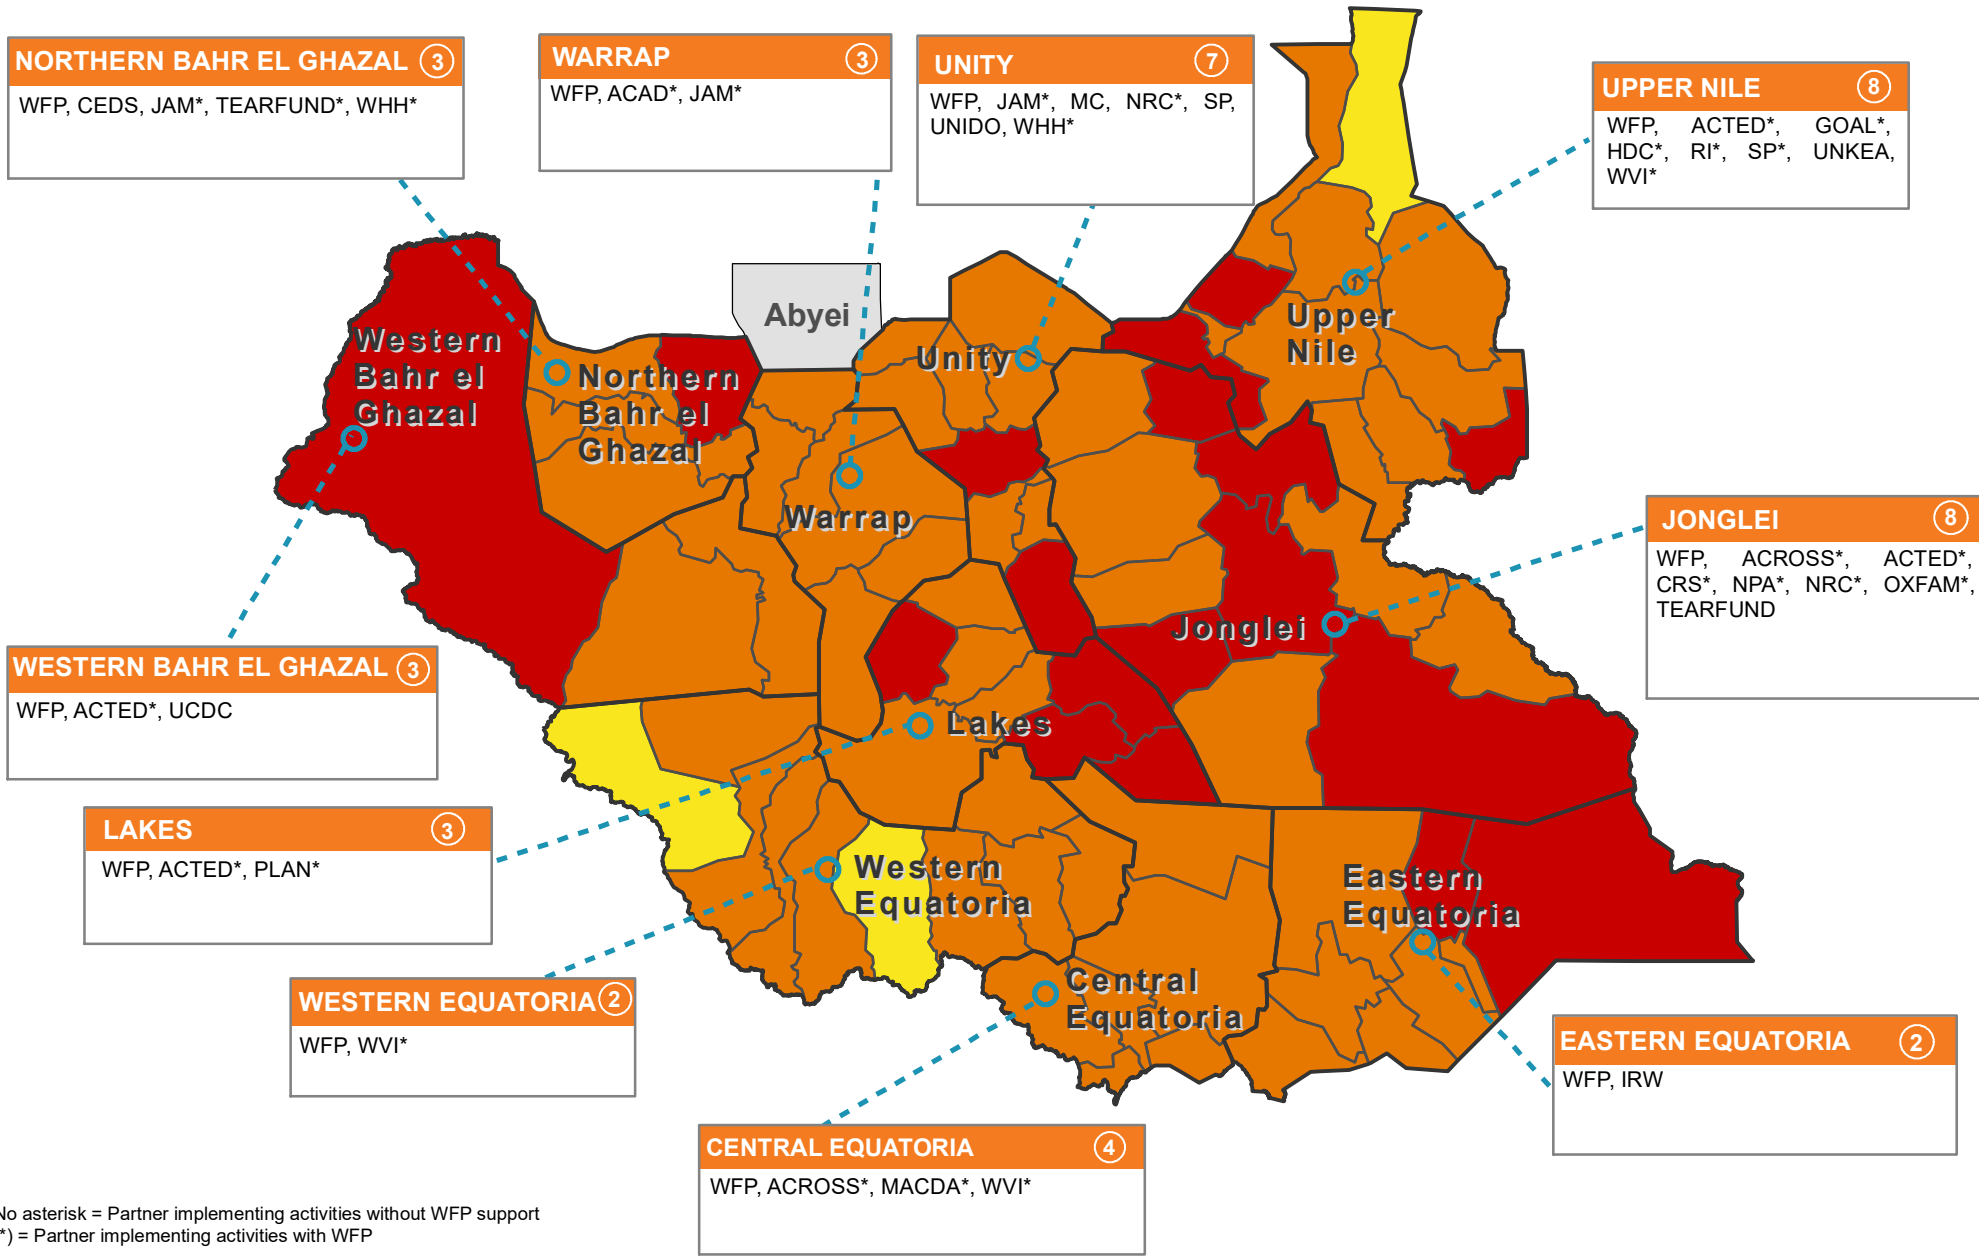 NORTHERN BAHR EL GHAZAL 3
WFP, CEDS, JAM*, TEARFUND*, WHH*
WARRAP 3
WFP, ACAD*, JAM*
UNITY 7
WFP, JAM*, MC, NRC*, SP,
UNIDO, WHH*
UPPER NILE 8
WFP, ACTED*, GOAL*,
HDC*, RI*, SP*, UNKEA,
WVI*
Abyei
Western
Bahr el
Ghazal
Northern
Bahr el
Ghazal
Unity
Upper
Nile
Warrap
JONGLEI 8
WFP, ACROSS*, ACTED*,
CRS*, NPA*, NRC*, OXFAM*,
TEARFUND
Jonglei
WESTERN BAHR EL GHAZAL 3
WFP, ACTED*, UCDC
Lakes
LAKES 3
WFP, ACTED*, PLAN*
Western
Equatoria
Eastern
Equatoria
Central
Equatoria
WESTERN EQUATORIA 2
WFP, WVI*
EASTERN EQUATORIA 2
WFP, IRW
CENTRAL EQUATORIA 4
WFP, ACROSS*, MACDA*, WVI*
No asterisk = Partner implementing activities without WFP support
*) = Partner implementing activities with WFP